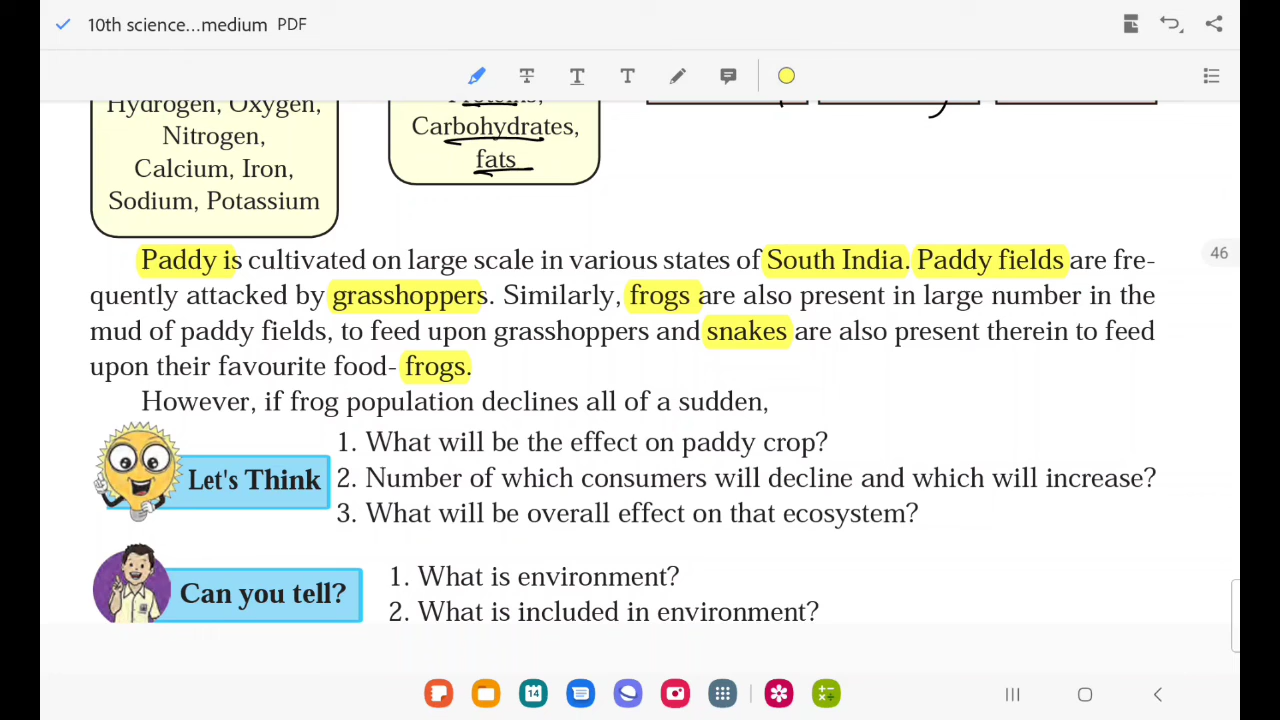 10th science...medium PDF
Hydrogen, Oxygen,
Nitrogen,
Calcium, Iron,
Sodium, Potassium
Proteins,
Carbohydrates,
fats
46
Paddy is cultivated on large scale in various states of South India. Paddy fields are fre-
quently attacked by grasshoppers. Similarly, frogs are also present in large number in the
mud of paddy fields, to feed upon grasshoppers and snakes are also present therein to feed
upon their favourite food- frogs.
However, if frog population declines all of a sudden,
Let's Think
1. What will be the effect on paddy crop?
2. Number of which consumers will decline and which will increase?
3. What will be overall effect on that ecosystem?
Can you tell?
1. What is environment?
2. What is included in environment?
14